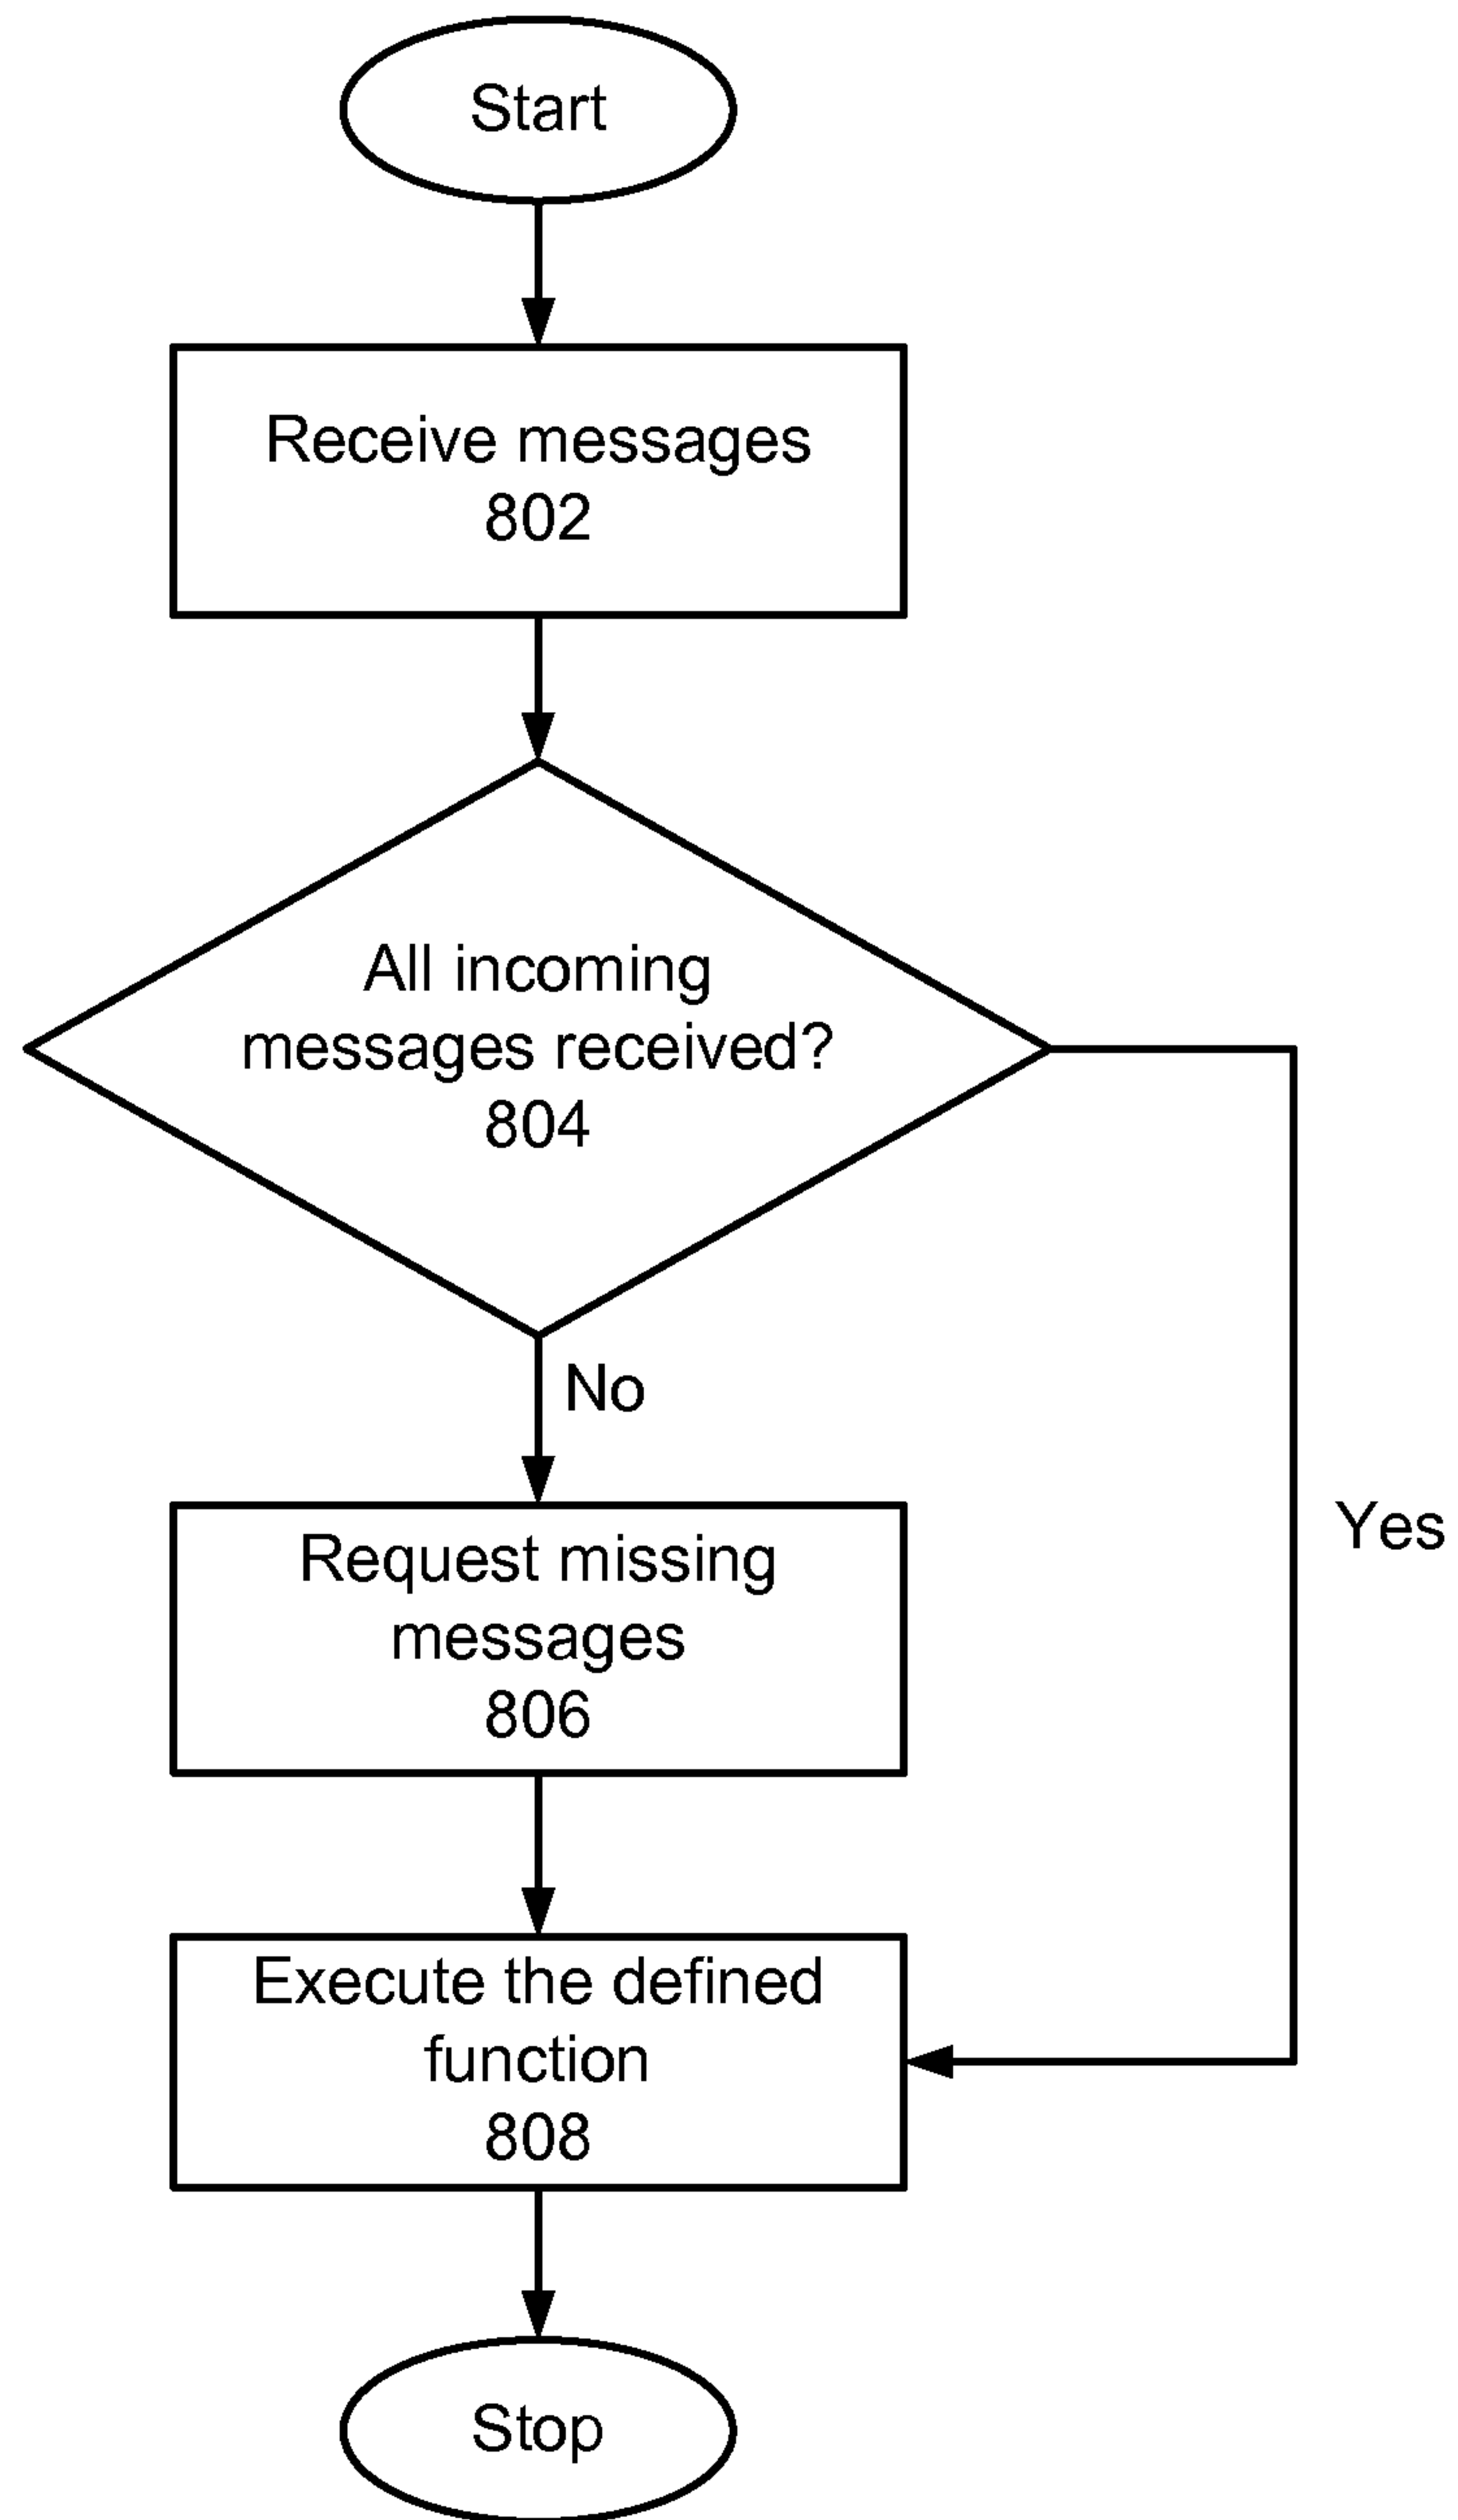 Start
Receive messages
802
All incoming
messages received?
804
No
Yes
Request missing
messages
806
Execute the defined
function
808
Stop